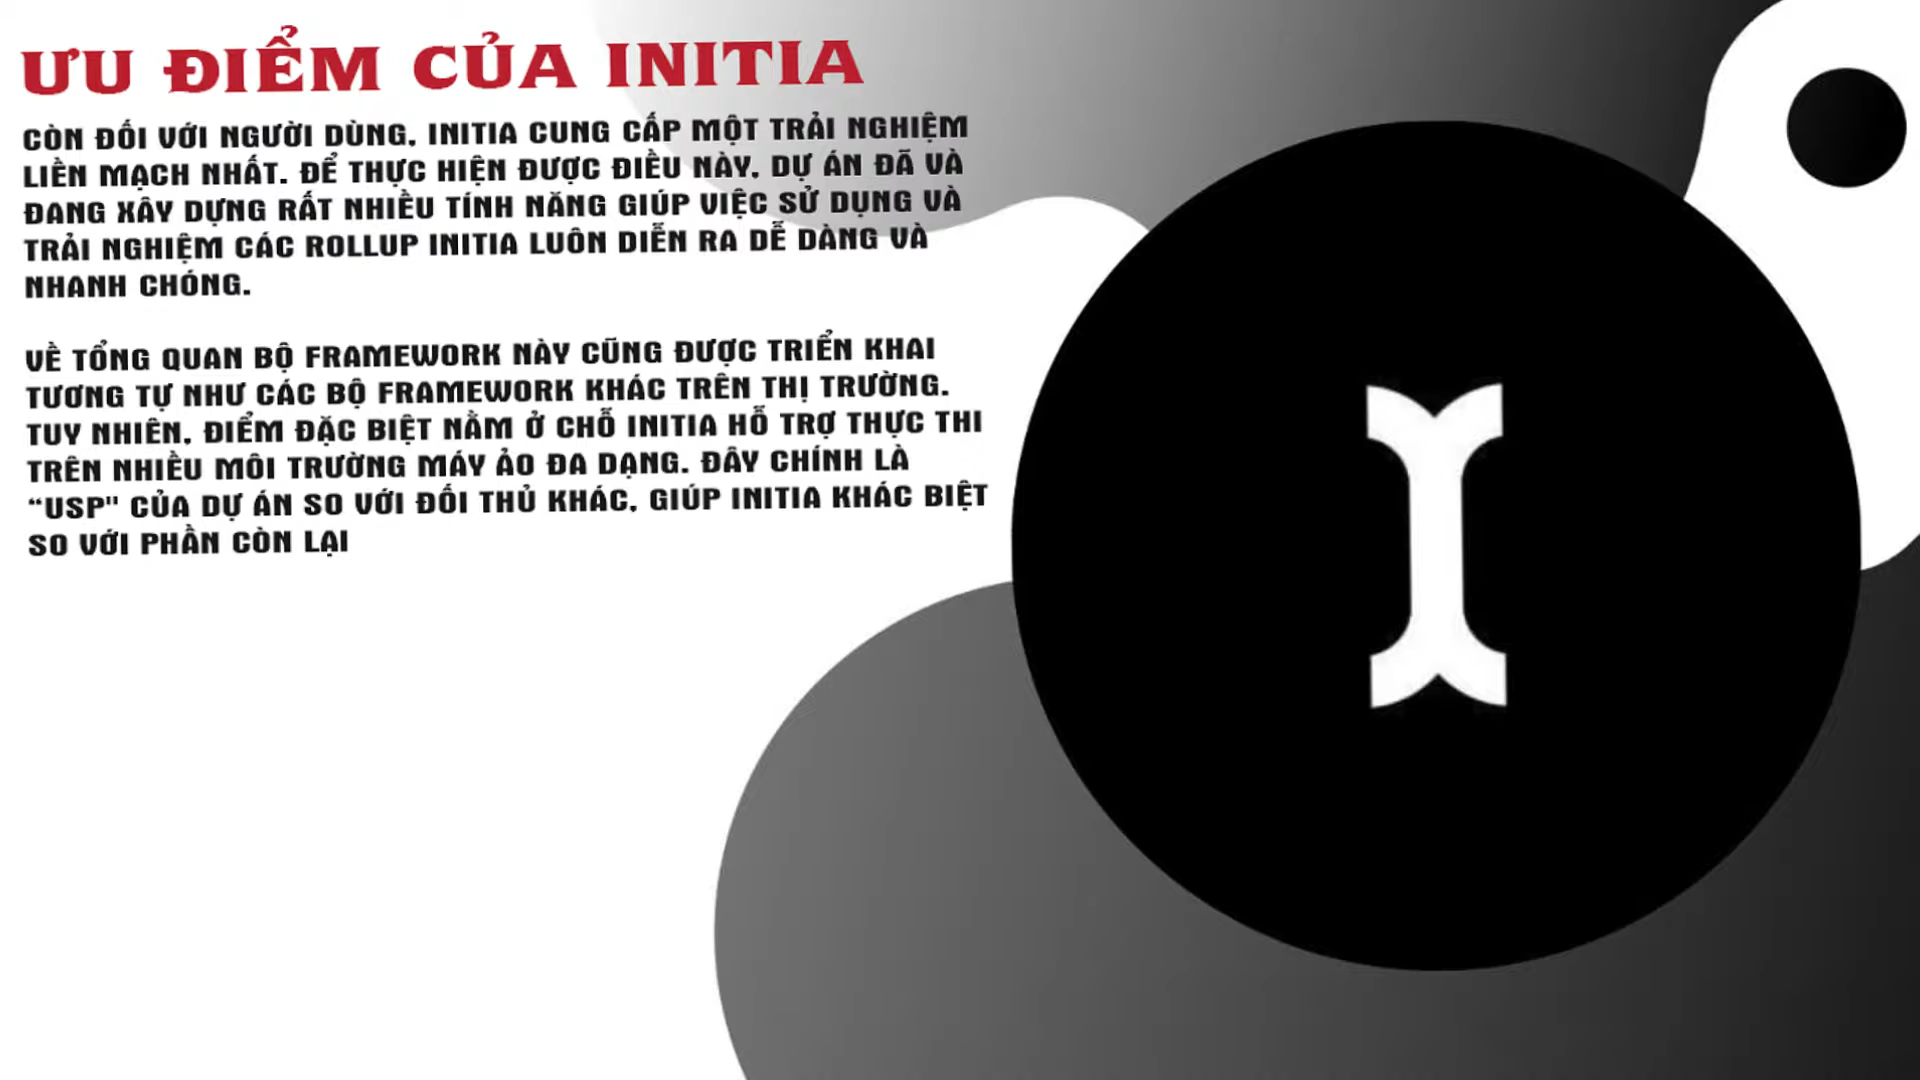 ƯU ĐIỂM CỦA INITIA
CÒN ĐỐI VỚI NGƯỜI DÙNG, INITIA CUNG CẤP MỘT TRẢI NGHIỆM
LIỀN MẠCH NHẤT. ĐỂ THỰC HIỆN ĐƯỢC ĐIỀU NÀY, DỰ ÁN ĐÃ VÀ
ĐANG XÂY DỰNG RẤT NHIỀU TÍNH NĂNG GIÚP VIỆC SỬ DỤNG VÀ
TRẢI NGHIỆM CÁC ROLLUP INITIA LUÔN DIỄN RA DỄ DÀNG VÀ
NHANH CHÓNG.
VỀ TỔNG QUAN BỘ FRAMEWORK NÀY CŨNG ĐƯỢC TRIỂN KHAI
TƯƠNG TỰ NHƯ CÁC BỘ FRAMEWORK KHÁC TRÊN THỊ TRƯỜNG.
TUY NHIÊN, ĐIỂM ĐẶC BIỆT NẰM Ở CHỖ INITIA HỖ TRỢ THỰC THI
TRÊN NHIỀU MÔI TRƯỜNG MÁY ẢO ĐA DẠNG. ĐÂY CHÍNH LÀ
“USP" CỦA DỰ ÁN SO VỚI ĐỐI THỦ KHÁC, GIÚP INITIA KHÁC BIỆT
SO VỚI PHẦN CÒN LẠI